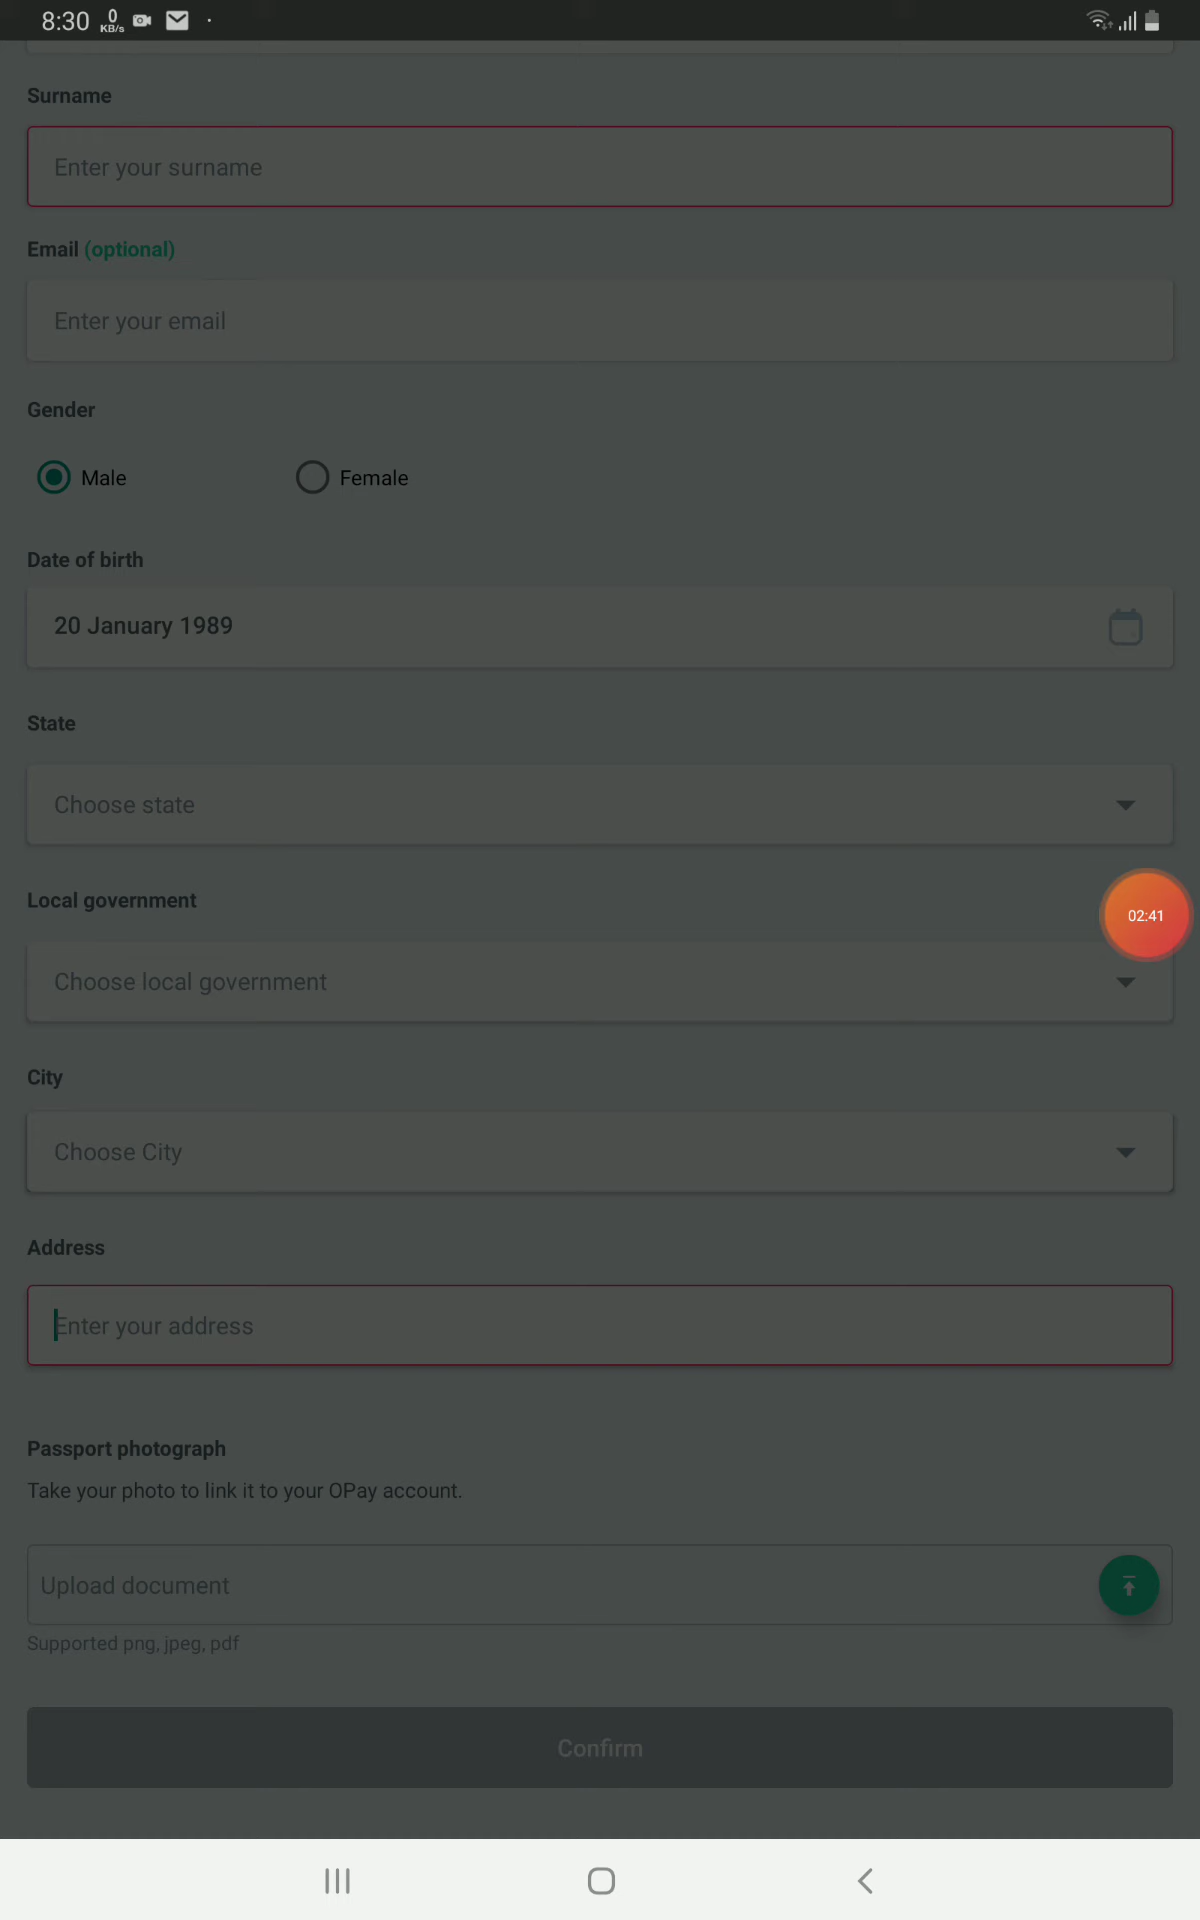 8:30 0 KB/s
Surname
Enter your surname
Email (optional)
Enter your email
Gender
Male Female
Date of birth
20 January 1989
State
Choose state
Local government
02:41
Choose local government
City
Choose City
Address
Enter your address
Passport photograph
Take your photo to link it to your OPay account.
Upload document
Supported png, jpeg, pdf
Confirm